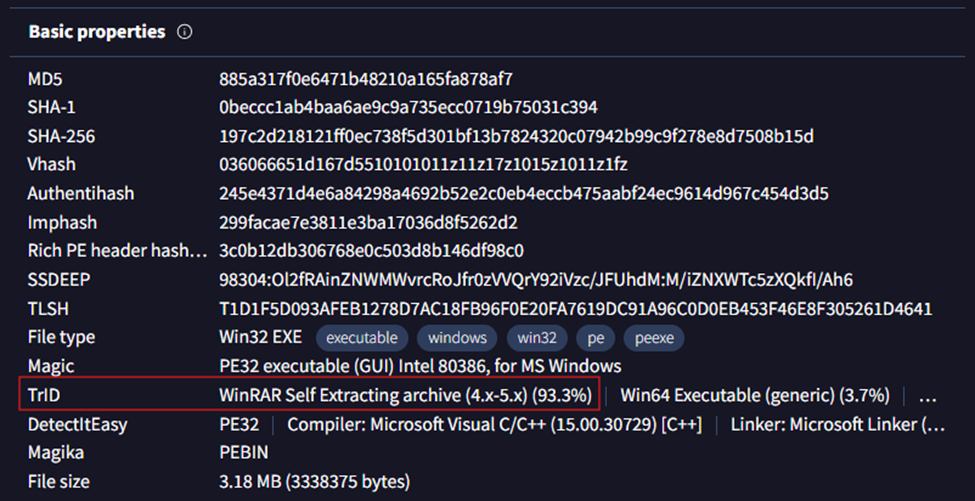 Basic properties
MD5 885a317f0e6471b48210a165fa878af7
SHA-1 0beccc1ab4baa6ae9c9a735ecc0719b75031c394
SHA-256 197c2d218121ff0ec738f5d301bf13b7824320c07942b99c9f278e8d7508b15d
Vhash 036066651d167d5510101011z11z17z1015z1011z1fz
Authentihash 245e4371d4e6a84298a4692b52e2c0eb4eccb475aabf24ec9614d967c454d3d5
Imphash 299facae7e3811e3ba17036d8f5262d2
Rich PE header hash... 3c0b12db306768e0c503d8b146df98c0
SSDEEP 98304:Ol2fRAinZNWMWvrcRoJfr0zVVQrY92iVzc/JFUhdM:M/iZNXWTc5zXQkfI/Ah6
TLSH T1D1F5D093AFEB1278D7AC18FB96F0E20FA7619DC91A96C0D0EB453F46E8F305261D4641
File type Win32 EXE executable windows win32 pe peexe
Magic PE32 executable (GUI) Intel 80386, for MS Windows
TrID WinRAR Self Extracting archive (4.x-5.x) (93.3%) | Win64 Executable (generic) (3.7%) | ...
DetectItEasy PE32 | Compiler: Microsoft Visual C/C++ (15.00.30729) [C++] | Linker: Microsoft Linker (...
Magika PEBIN
File size 3.18 MB (3338375 bytes)